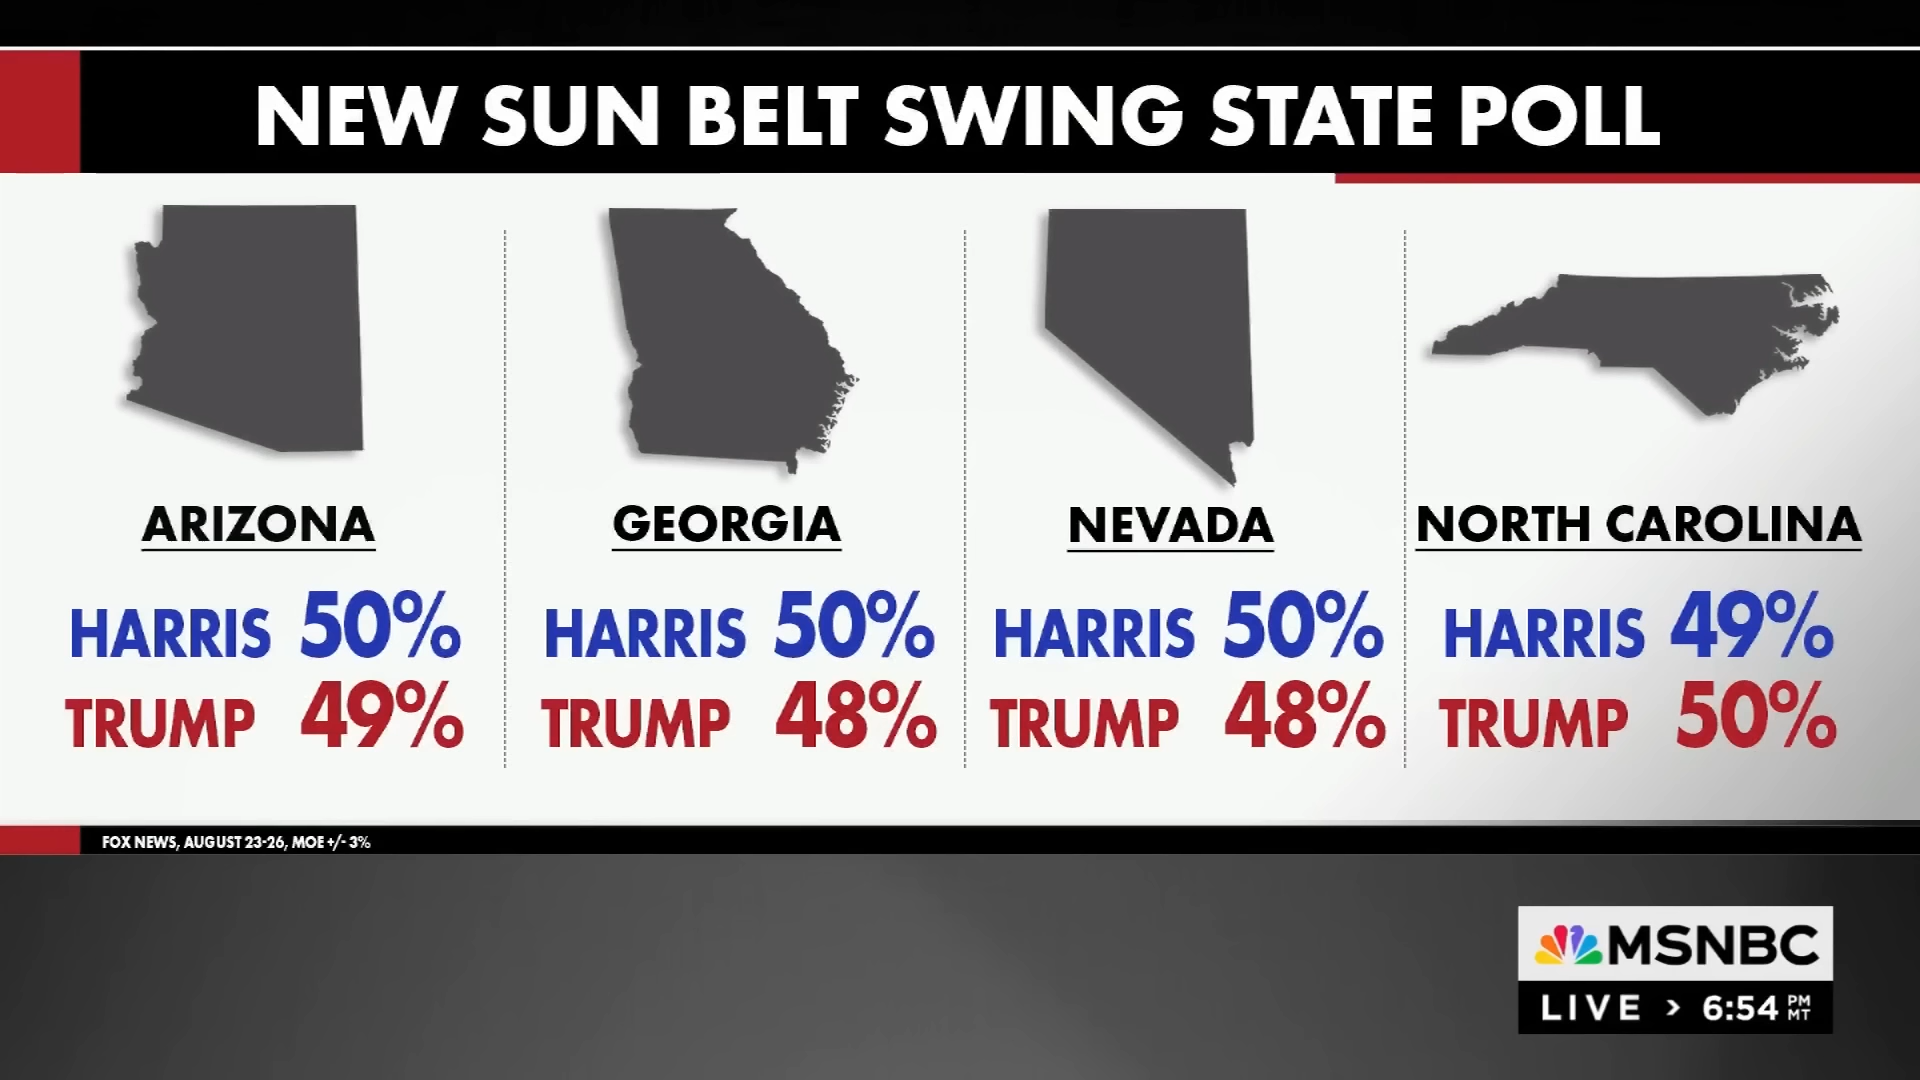 NEW SUN BELT SWING STATE POLL
ARIZONA
HARRIS 50%
TRUMP 49%
GEORGIA
HARRIS 50%
TRUMP 48%
NEVADA
HARRIS 50%
TRUMP 48%
NORTH CAROLINA
HARRIS 49%
TRUMP 50%
FOX NEWS, AUGUST 23-26, MOE +/- 3%
MSNBC
LIVE > 6:54 PM MT